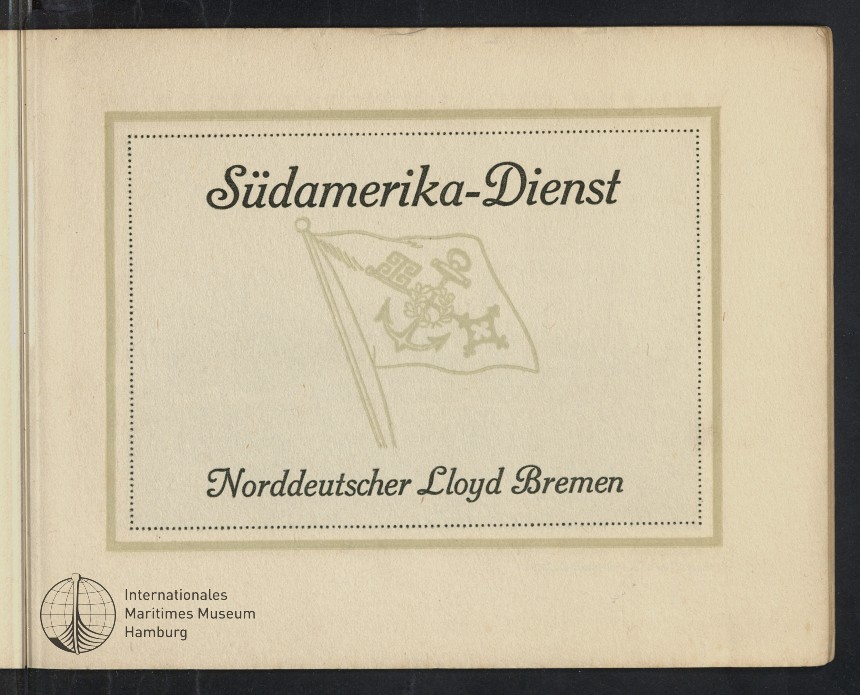 Südamerika-Dienst
Norddeutscher Lloyd Bremen
Internationales
Maritimes Museum
Hamburg